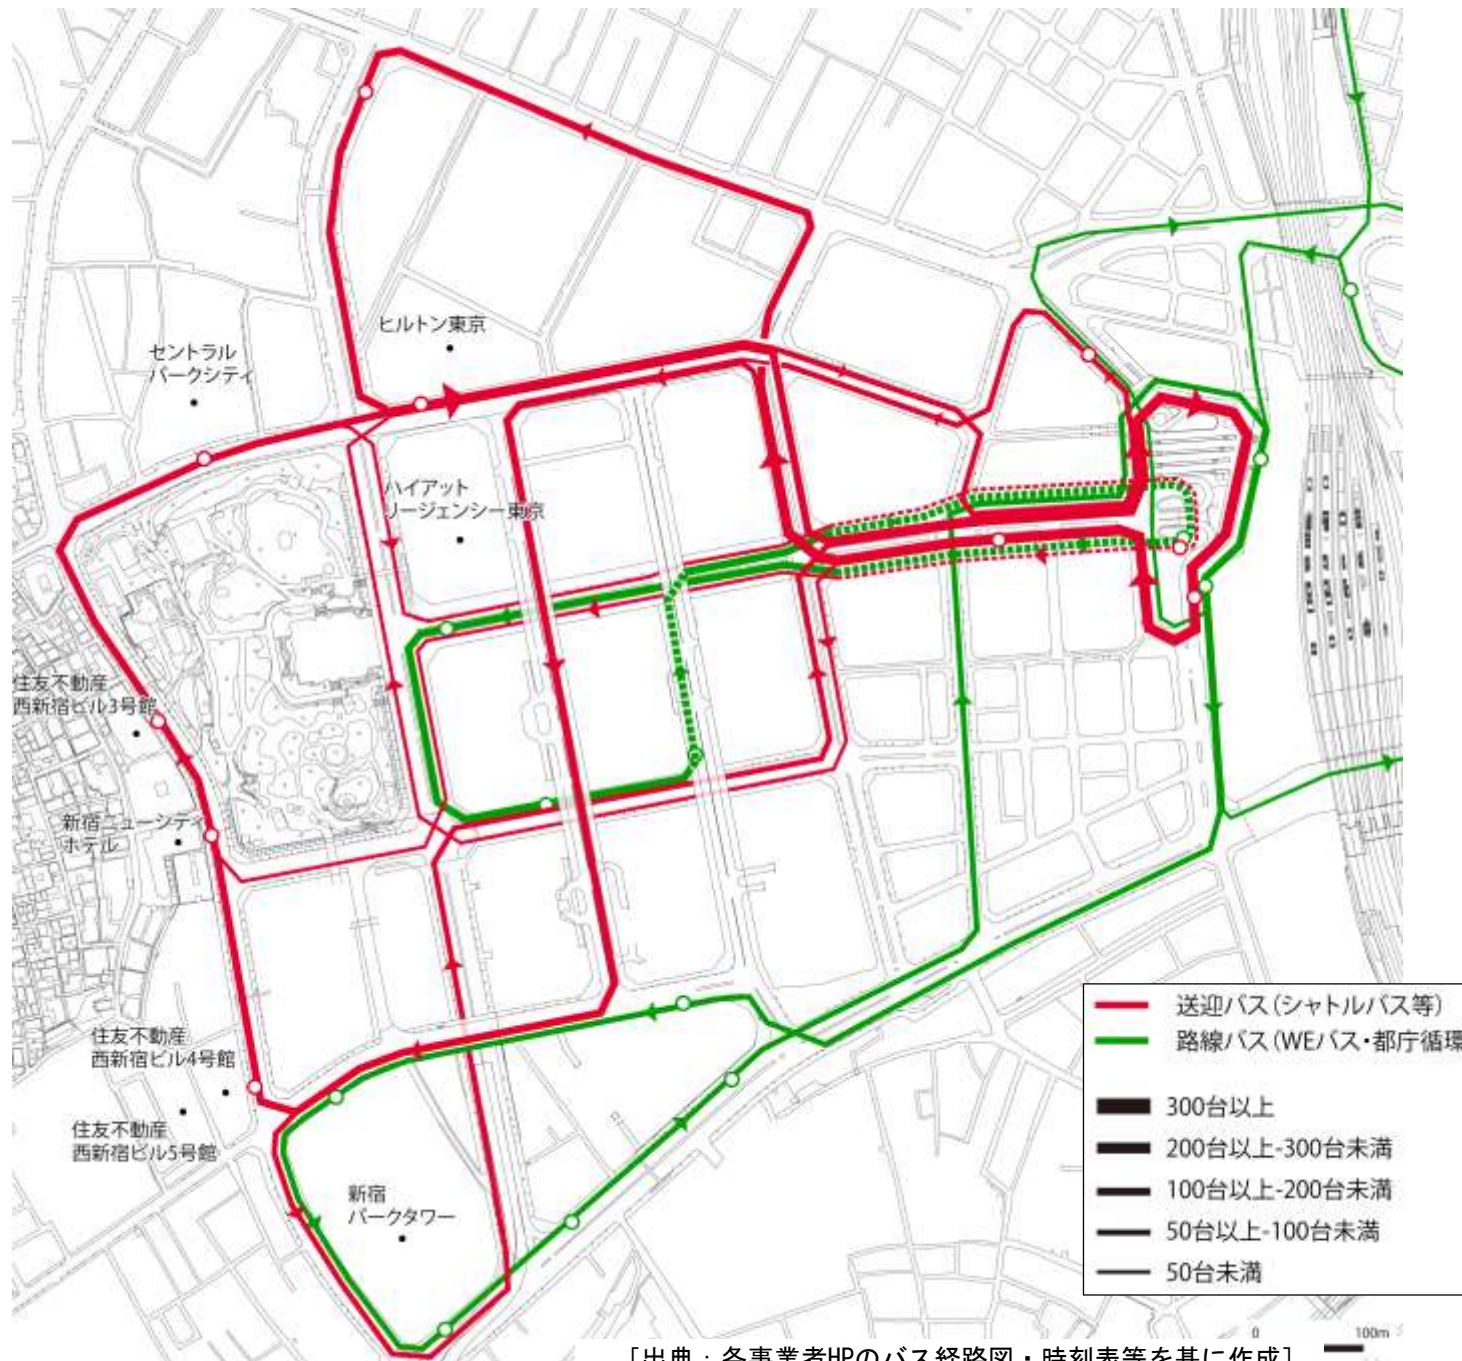 ヒルトン東京
セントラル
パークシティ
ハイアット
リージェンシー東京
住友不動産
西新宿ビル3号館
新宿ニューシティ
ホテル
住友不動産
西新宿ビル4号館
住友不動産
西新宿ビル5号館
新宿
パークタワー
送迎バス（シャトルバス等）
路線バス（WEバス・都庁循環
300台以上
200台以上-300台未満
100台以上-200台未満
50台以上-100台未満
50台未満
0 100m
［出典：各事業者HPのバス経路図・時刻表等を基に作成］